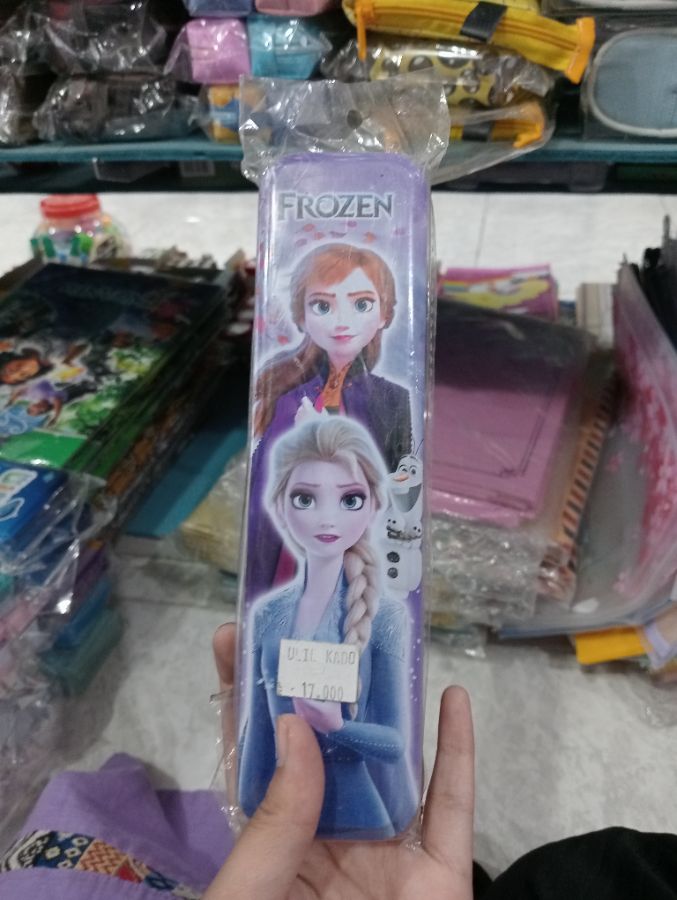 FROZEN
ULIL KADO
17.000